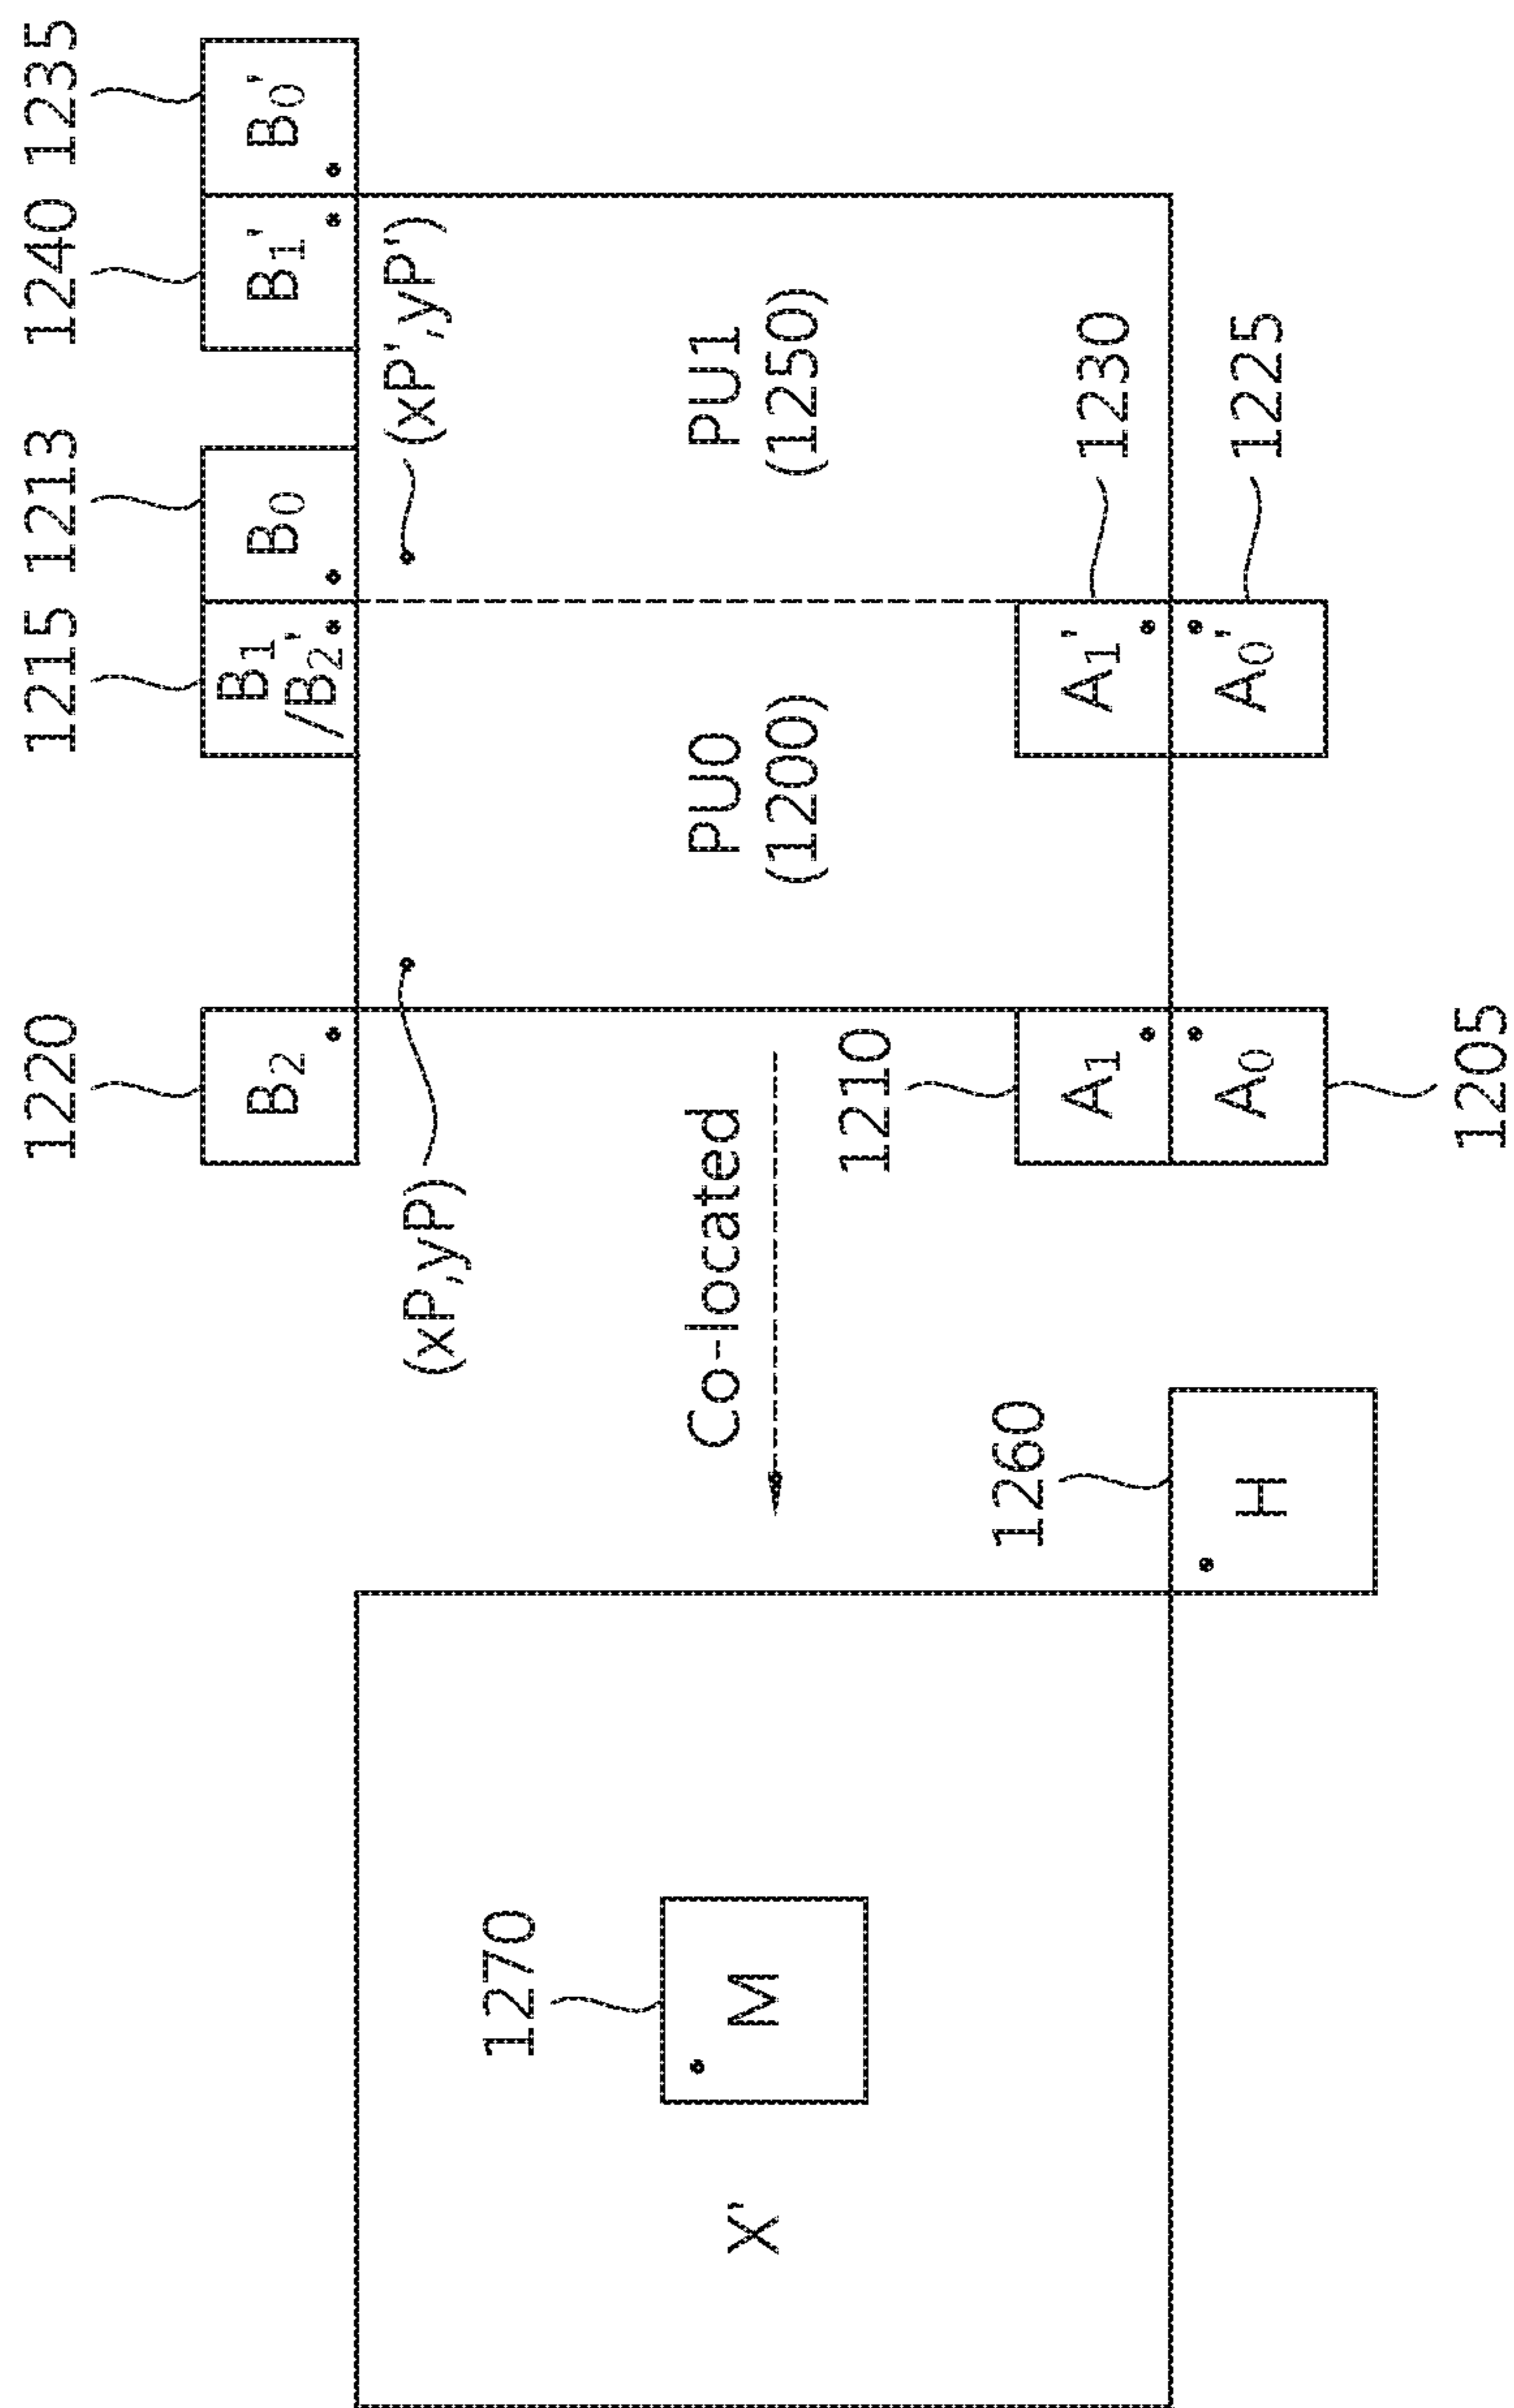 1220
1215
1213
1240
1235
B₂
B₁
/B₂'
B₀
B₁'
B₀'
(xP,yP)
(xP',yP')
1270
X'
M
Co-located
PU0
(1200)
PU1
(1250)
1210
1260
A₁
A₁'
1230
H
A₀
A₀'
1225
1205